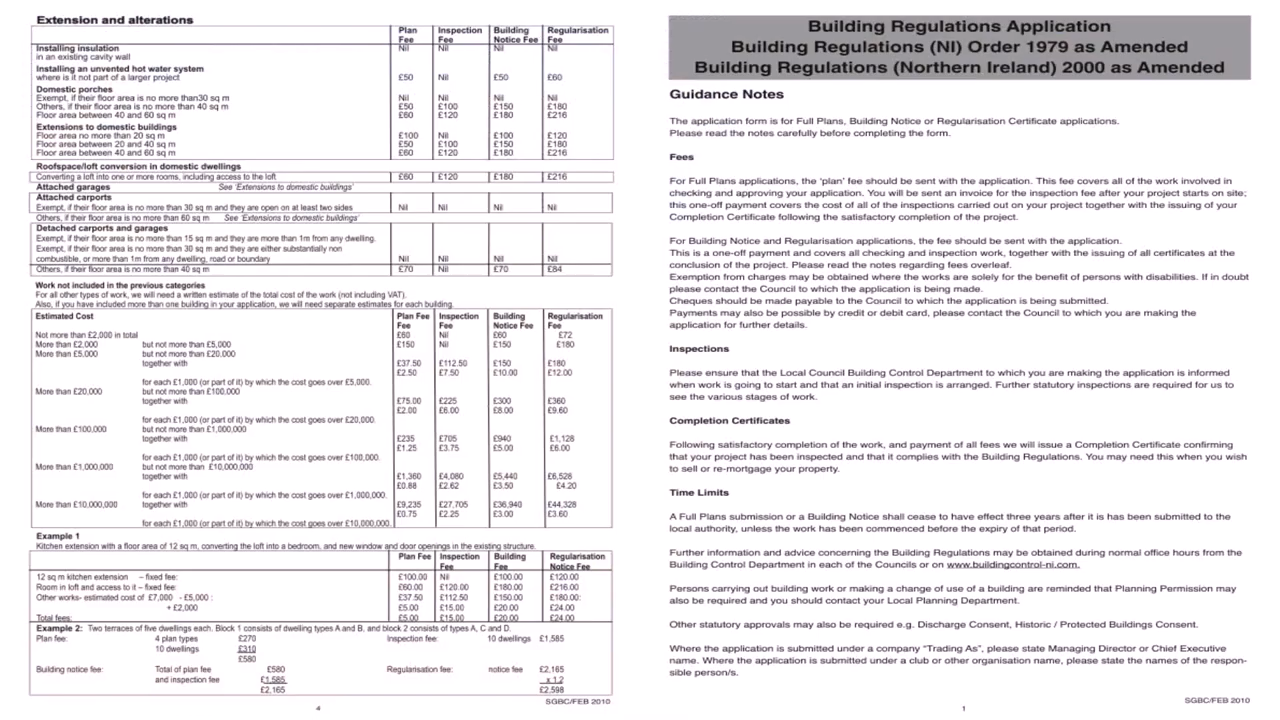 Extension and alterations
Plan Fee Inspection Fee Building Notice Fee Regularisation Fee
Installing insulation Nil Nil Nil Nil
in an existing cavity wall
Installing an unvented hot water system
where is it not part of a larger project £50 Nil £50 £60
Domestic porches
Exempt, if their floor area is no more than30 sq m Nil Nil Nil Nil
Others, if their floor area is no more than 40 sq m £50 £100 £150 £180
Floor area between 40 and 60 sq m £60 £120 £180 £216
Extensions to domestic buildings
Floor area no more than 20 sq m £100 Nil £100 £120
Floor area between 20 and 40 sq m £50 £100 £150 £180
Floor area between 40 and 60 sq m £60 £120 £180 £216
Roofspace/loft conversion in domestic dwellings
Converting a loft into one or more rooms, including access to the loft £60 £120 £180 £216
Attached garages See 'Extensions to domestic buildings'
Attached carports
Exempt, if their floor area is no more than 30 sq m and they are open on at least two sides Nil Nil Nil Nil
Others, if their floor area is no more than 60 sq m See 'Extensions to domestic buildings'
Detached carports and garages
Exempt, if their floor area is no more than 15 sq m and they are more than 1m from any dwelling.
Exempt, if their floor area is no more than 30 sq m and they are either substantially non
combustible, or more than 1m from any dwelling, road or boundary Nil Nil Nil Nil
Others, if their floor area is no more than 40 sq m £70 Nil £70 £84
Work not included in the previous categories
For all other types of work, we will need a written estimate of the total cost of the work (not including VAT).
Also, if you have included more than one building in your application, we will need separate estimates for each building.
Estimated Cost Plan Fee Fee Inspection Fee Building Notice Fee Regularisation Fee
Not more than £2,000 in total £60 Nil £60 £72
More than £2,000 but not more than £5,000 £150 Nil £150 £180
More than £5,000 but not more than £20,000
together with £37.50 £112.50 £150 £180
£2.50 £7.50 £10.00 £12.00
for each £1,000 (or part of it) by which the cost goes over £5,000.
More than £20,000 but not more than £100,000
together with £75.00 £225 £300 £360
£2.00 £6.00 £8.00 £9.60
for each £1,000 (or part of it) by which the cost goes over £20,000.
More than £100,000 but not more than £1,000,000
together with £235 £705 £940 £1,128
£1.25 £3.75 £5.00 £6.00
for each £1,000 (or part of it) by which the cost goes over £100,000.
More than £1,000,000 but not more than £10,000,000
together with £1,360 £4,080 £5,440 £6,528
£0.88 £2.62 £3.50 £4.20
for each £1,000 (or part of it) by which the cost goes over £1,000,000.
More than £10,000,000 together with £9,235 £27,705 £36,940 £44,328
£0.75 £2.25 £3.00 £3.60
for each £1,000 (or part of it) by which the cost goes over £10,000,000.
Example 1
Kitchen extension with a floor area of 12 sq m, converting the loft into a bedroom, and new window and door openings in the existing structure.
Plan Fee Inspection Fee Building Fee Regularisation Notice Fee
12 sq m kitchen extension – fixed fee: £100.00 Nil £100.00 £120.00
Room in loft and access to it – fixed fee: £60.00 £120.00 £180.00 £216.00
Other works- estimated cost of £7,000 - £5,000 : £37.50 £112.50 £150.00 £180.00:
+ £2,000 £5.00 £15.00 £20.00 £24.00
Total fees: £5.00 £15.00 £20.00 £24.00
Example 2: Two terraces of five dwellings each. Block 1 consists of dwelling types A and B, and block 2 consists of types A, C and D.
Plan fee: 4 plan types £270 Inspection fee: 10 dwellings £1,585
10 dwellings £310
£580
Building notice fee: Total of plan fee £580 Regularisation fee: notice fee £2,165
and inspection fee £1,585 x 1.2
£2,165 £2,598
SGBC/FEB 2010
4
Building Regulations Application
Building Regulations (NI) Order 1979 as Amended
Building Regulations (Northern Ireland) 2000 as Amended
Guidance Notes
The application form is for Full Plans, Building Notice or Regularisation Certificate applications.
Please read the notes carefully before completing the form.
Fees
For Full Plans applications, the 'plan' fee should be sent with the application. This fee covers all of the work involved in
checking and approving your application. You will be sent an invoice for the inspection fee after your project starts on site;
this one-off payment covers the cost of all of the inspections carried out on your project together with the issuing of your
Completion Certificate following the satisfactory completion of the project.
For Building Notice and Regularisation applications, the fee should be sent with the application.
This is a one-off payment and covers all checking and inspection work, together with the issuing of all certificates at the
conclusion of the project. Please read the notes regarding fees overleaf.
Exemption from charges may be obtained where the works are solely for the benefit of persons with disabilities. If in doubt
please contact the Council to which the application is being made.
Cheques should be made payable to the Council to which the application is being submitted.
Payments may also be possible by credit or debit card, please contact the Council to which you are making the
application for further details.
Inspections
Please ensure that the Local Council Building Control Department to which you are making the application is informed
when work is going to start and that an initial inspection is arranged. Further statutory inspections are required for us to
see the various stages of work.
Completion Certificates
Following satisfactory completion of the work, and payment of all fees we will issue a Completion Certificate confirming
that your project has been inspected and that it complies with the Building Regulations. You may need this when you wish
to sell or re-mortgage your property.
Time Limits
A Full Plans submission or a Building Notice shall cease to have effect three years after it is has been submitted to the
local authority, unless the work has been commenced before the expiry of that period.
Further information and advice concerning the Building Regulations may be obtained during normal office hours from the
Building Control Department in each of the Councils or on www.buildingcontrol-ni.com.
Persons carrying out building work or making a change of use of a building are reminded that Planning Permission may
also be required and you should contact your Local Planning Department.
Other statutory approvals may also be required e.g. Discharge Consent, Historic / Protected Buildings Consent.
Where the application is submitted under a company "Trading As", please state Managing Director or Chief Executive
name. Where the application is submitted under a club or other organisation name, please state the names of the respon-
sible person/s.
SGBC/FEB 2010
1